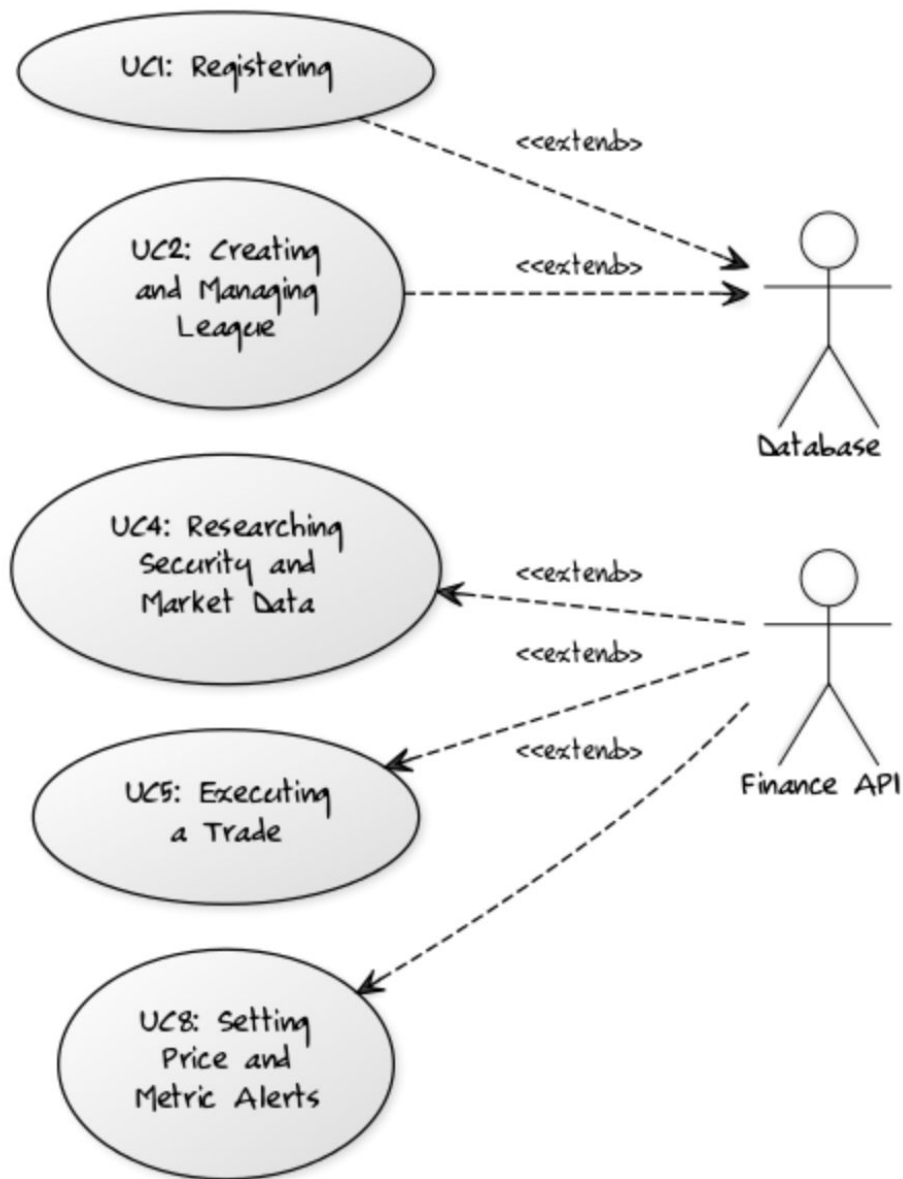 UC1: Registering
<<extend>>
UC2: Creating
and Managing
League
<<extend>>
Database
UC4: Researching
Security and
Market Data
<<extend>>
<<extend>>
<<extend>>
Finance API
UC5: Executing
a Trade
UC8: Setting
Price and
Metric Alerts